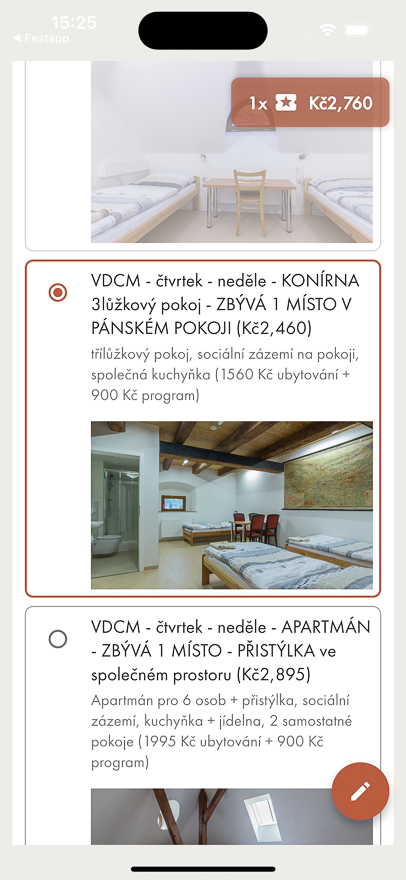 15:25
◀ Festapp
1x Kč2,760
VDCM - čtvrtek - neděle - KONÍRNA
3lůžkový pokoj - ZBÝVÁ 1 MÍSTO V
PÁNSKÉM POKOJI (Kč2,460)
třílůžkový pokoj, sociální zázemí na pokoji,
společná kuchyňka (1560 Kč ubytování +
900 Kč program)
VDCM - čtvrtek - neděle - APARTMÁN
- ZBÝVÁ 1 MÍSTO - PŘISTÝLKA ve
společném prostoru (Kč2,895)
Apartmán pro 6 osob + přistýlka, sociální
zázemí, kuchyňka + jídelna, 2 samostatné
pokoje (1995 Kč ubytování + 900 Kč
program)